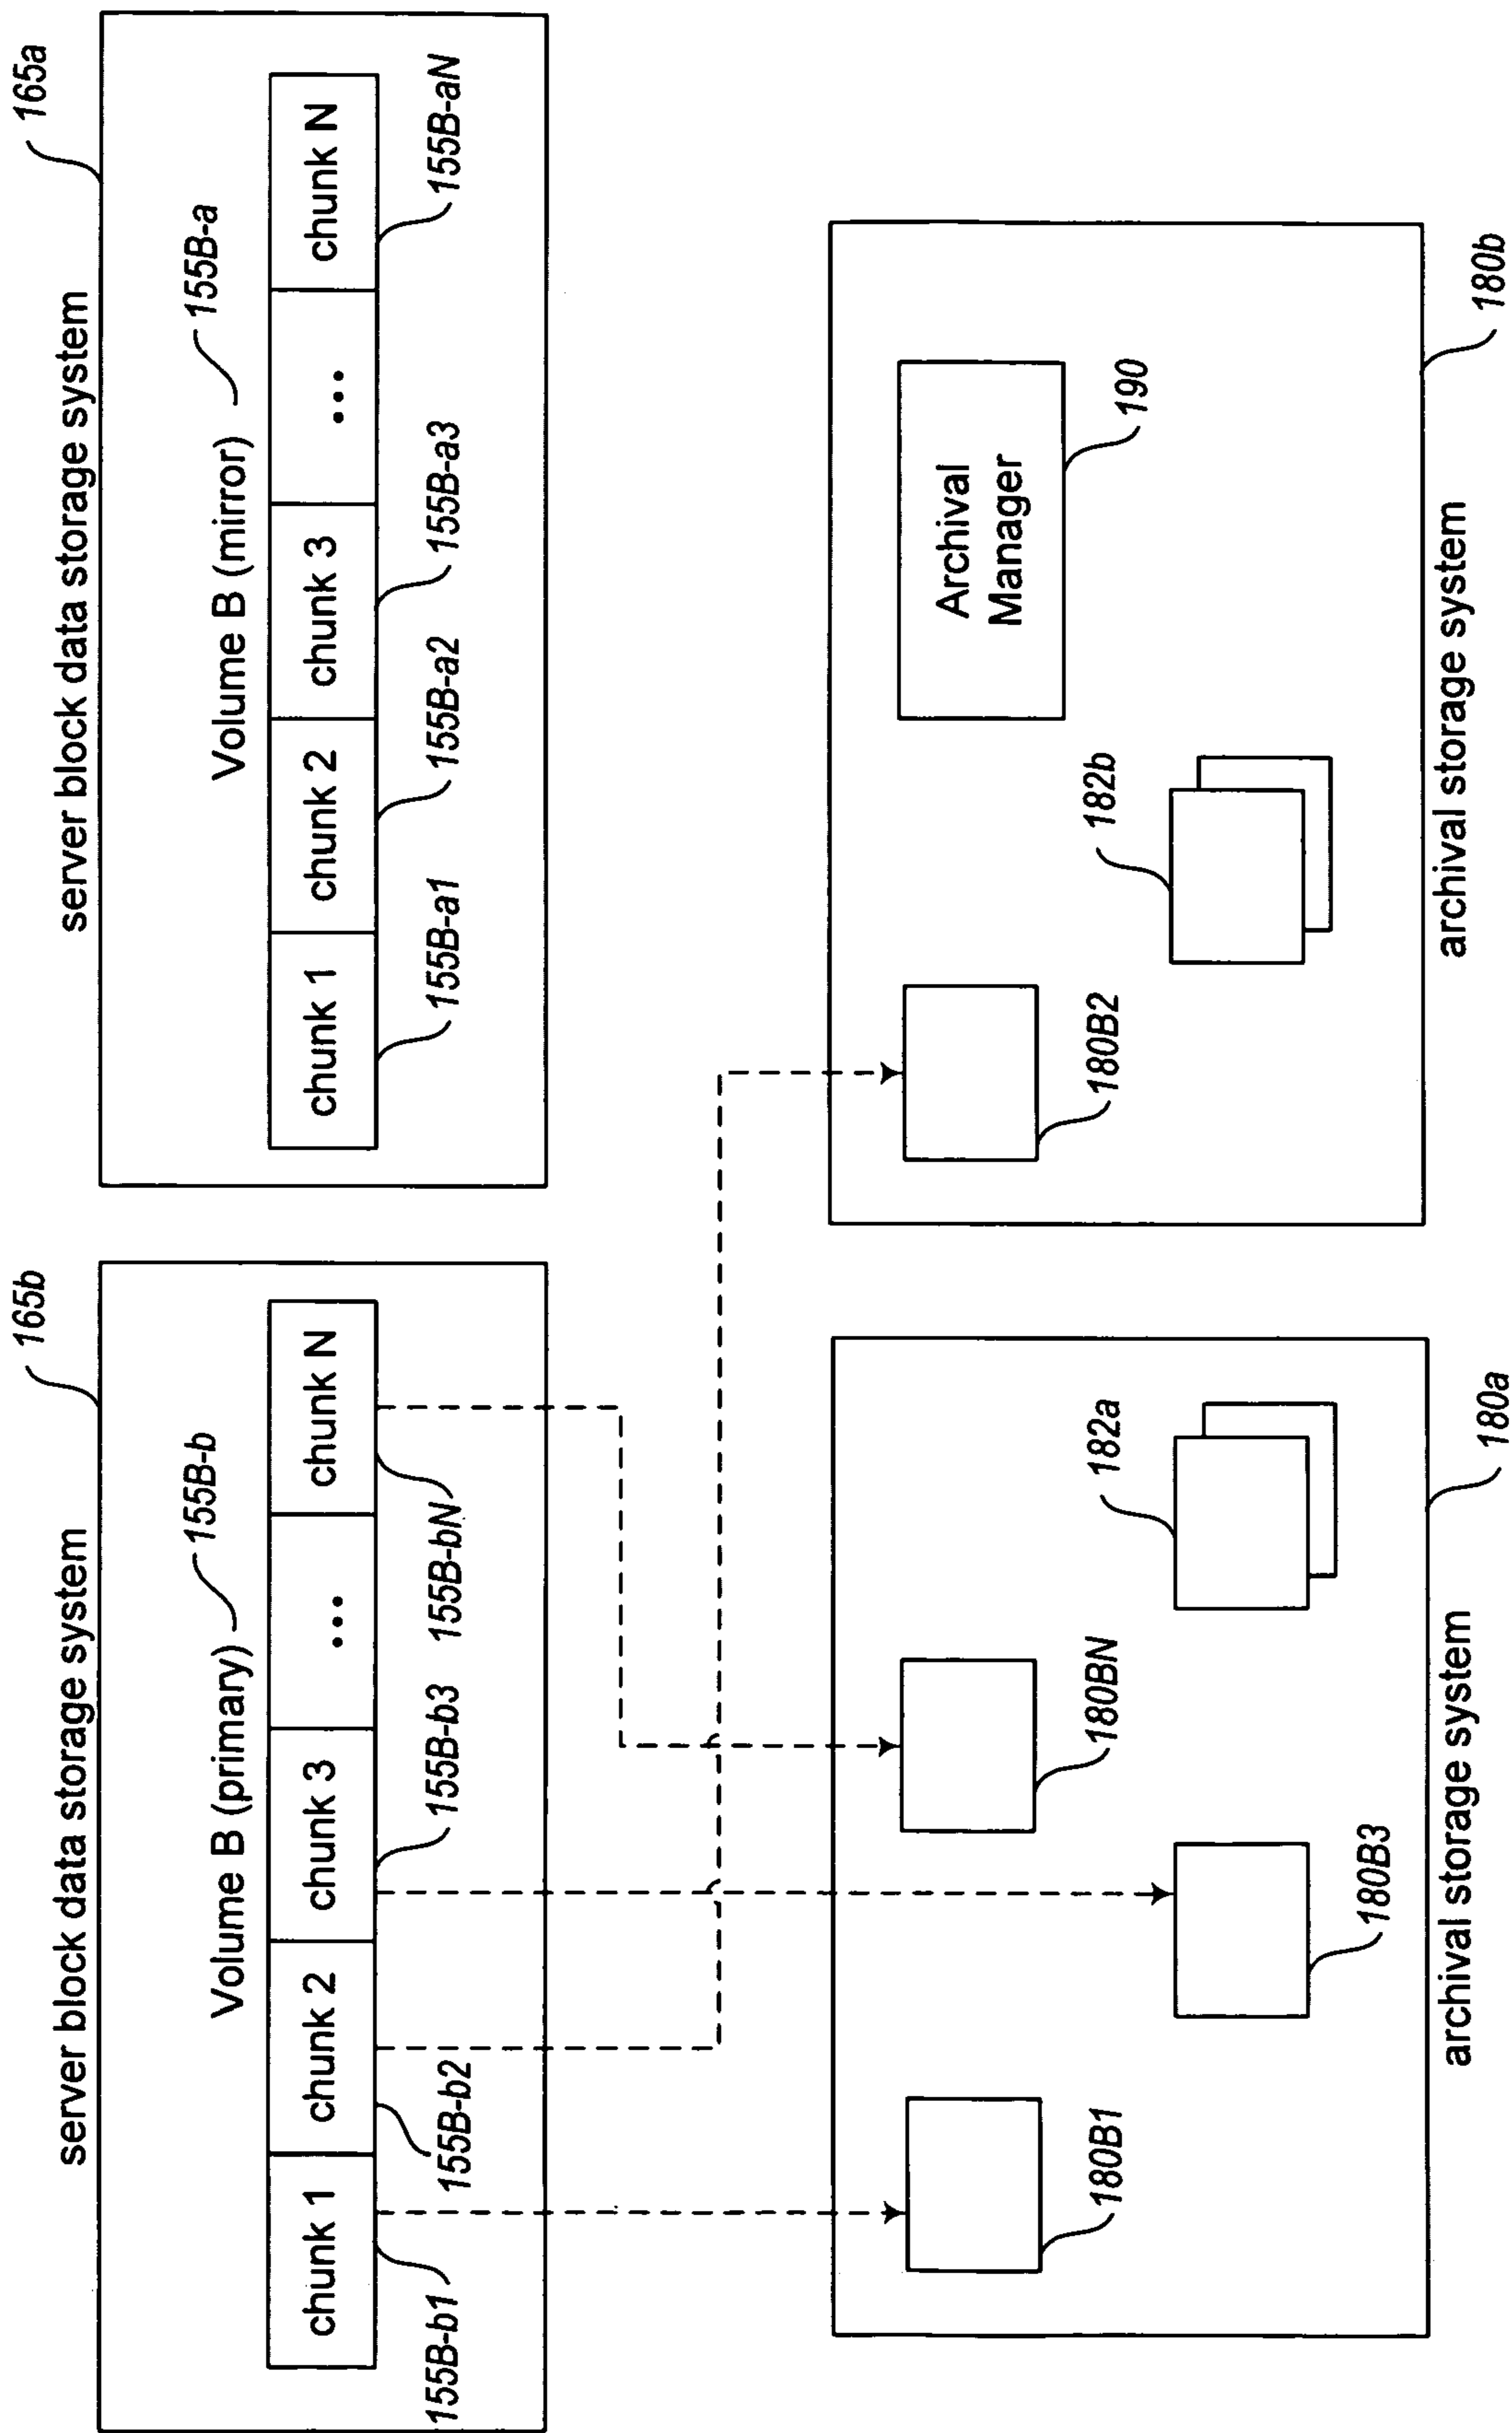 server block data storage system
165b
Volume B (primary)
155B-b
chunk 1
chunk 2
chunk 3
...
chunk N
155B-b1
155B-b2
155B-b3
155B-bN
server block data storage system
165a
Volume B (mirror)
155B-a
chunk 1
chunk 2
chunk 3
...
chunk N
155B-a1
155B-a2
155B-a3
155B-aN
180B1
180B3
180BN
182a
archival storage system
180a
180B2
182b
Archival
Manager
190
archival storage system
180b